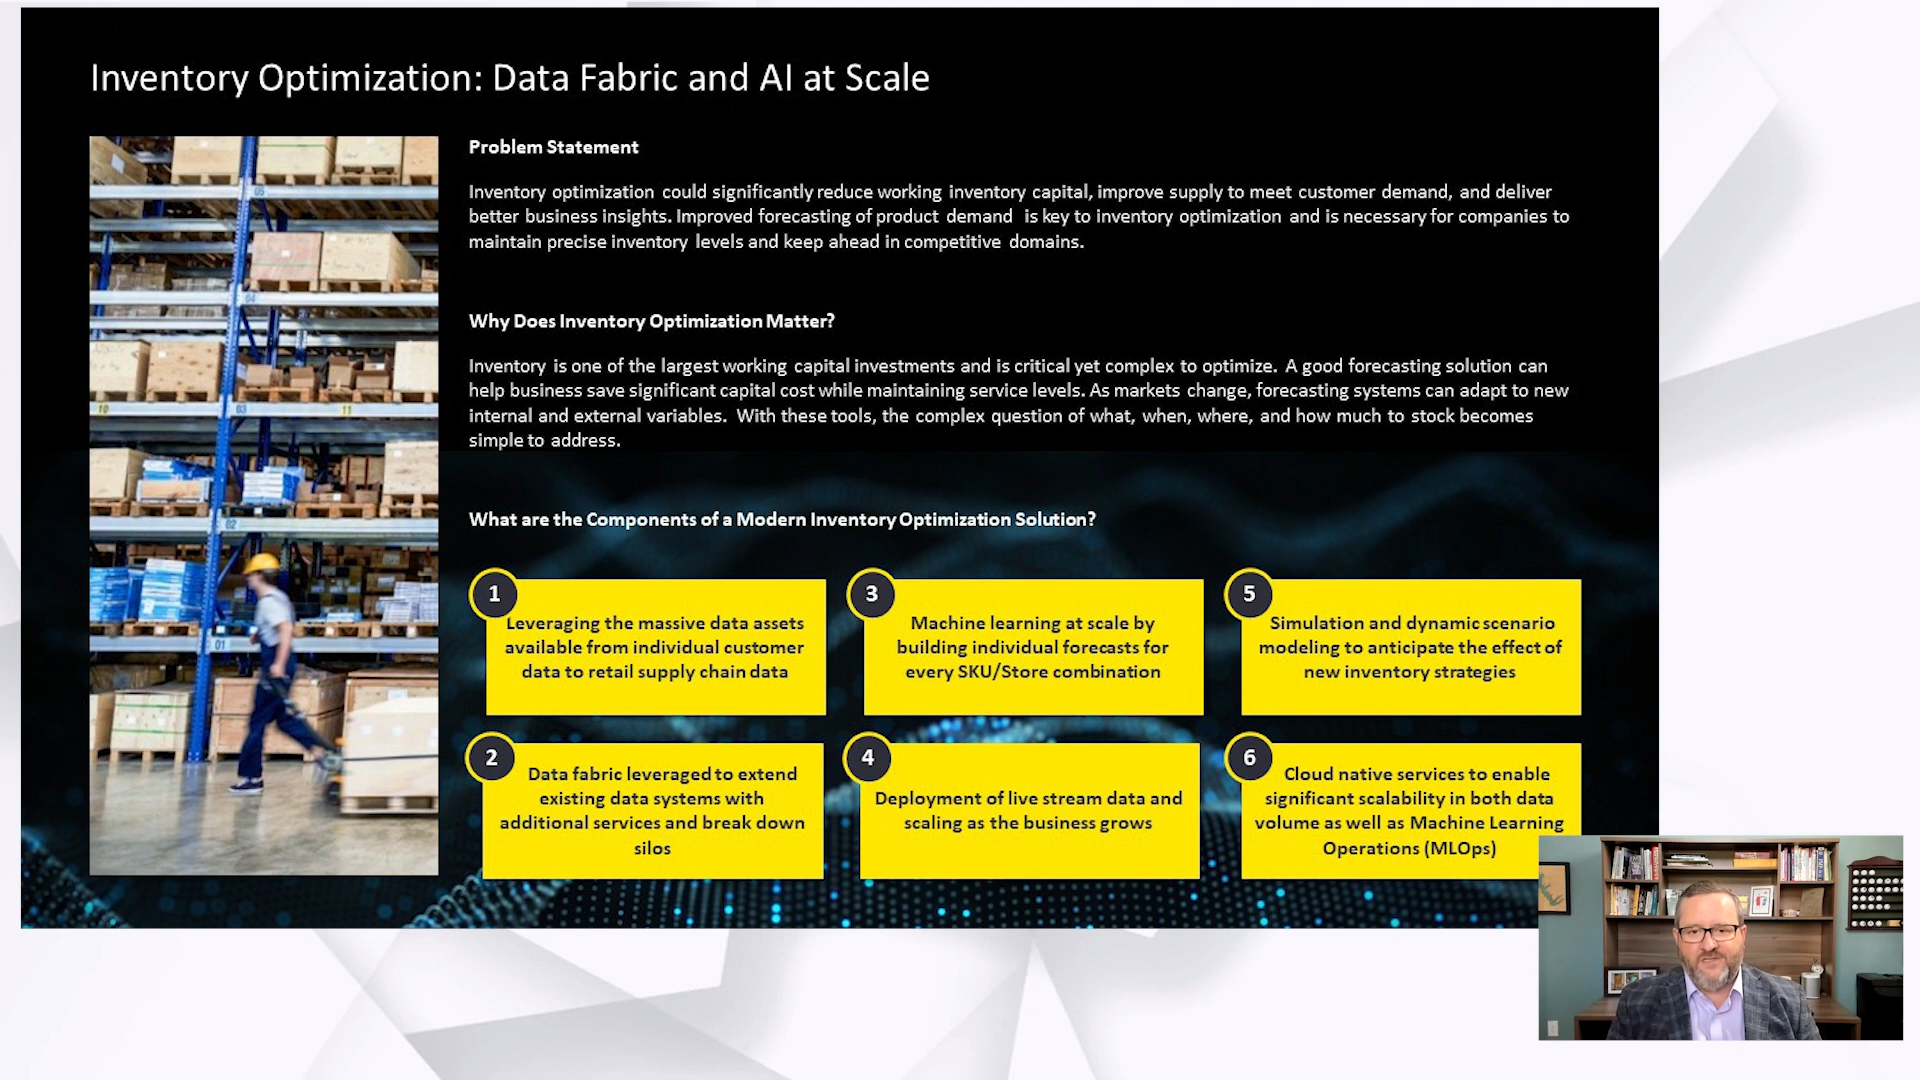 Inventory Optimization: Data Fabric and AI at Scale
Problem Statement
Inventory optimization could significantly reduce working inventory capital, improve supply to meet customer demand, and deliver
better business insights. Improved forecasting of product demand is key to inventory optimization and is necessary for companies to
maintain precise inventory levels and keep ahead in competitive domains.
Why Does Inventory Optimization Matter?
Inventory is one of the largest working capital investments and is critical yet complex to optimize. A good forecasting solution can
help business save significant capital cost while maintaining service levels. As markets change, forecasting systems can adapt to new
internal and external variables. With these tools, the complex question of what, when, where, and how much to stock becomes
simple to address.
What are the Components of a Modern Inventory Optimization Solution?
1
Leveraging the massive data assets
available from individual customer
data to retail supply chain data
2
Data fabric leveraged to extend
existing data systems with
additional services and break down
silos
3
Machine learning at scale by
building individual forecasts for
every SKU/Store combination
4
Deployment of live stream data and
scaling as the business grows
5
Simulation and dynamic scenario
modeling to anticipate the effect of
new inventory strategies
6
Cloud native services to enable
significant scalability in both data
volume as well as Machine Learning
Operations (MLOps)
05
04
10
03
11
02
01